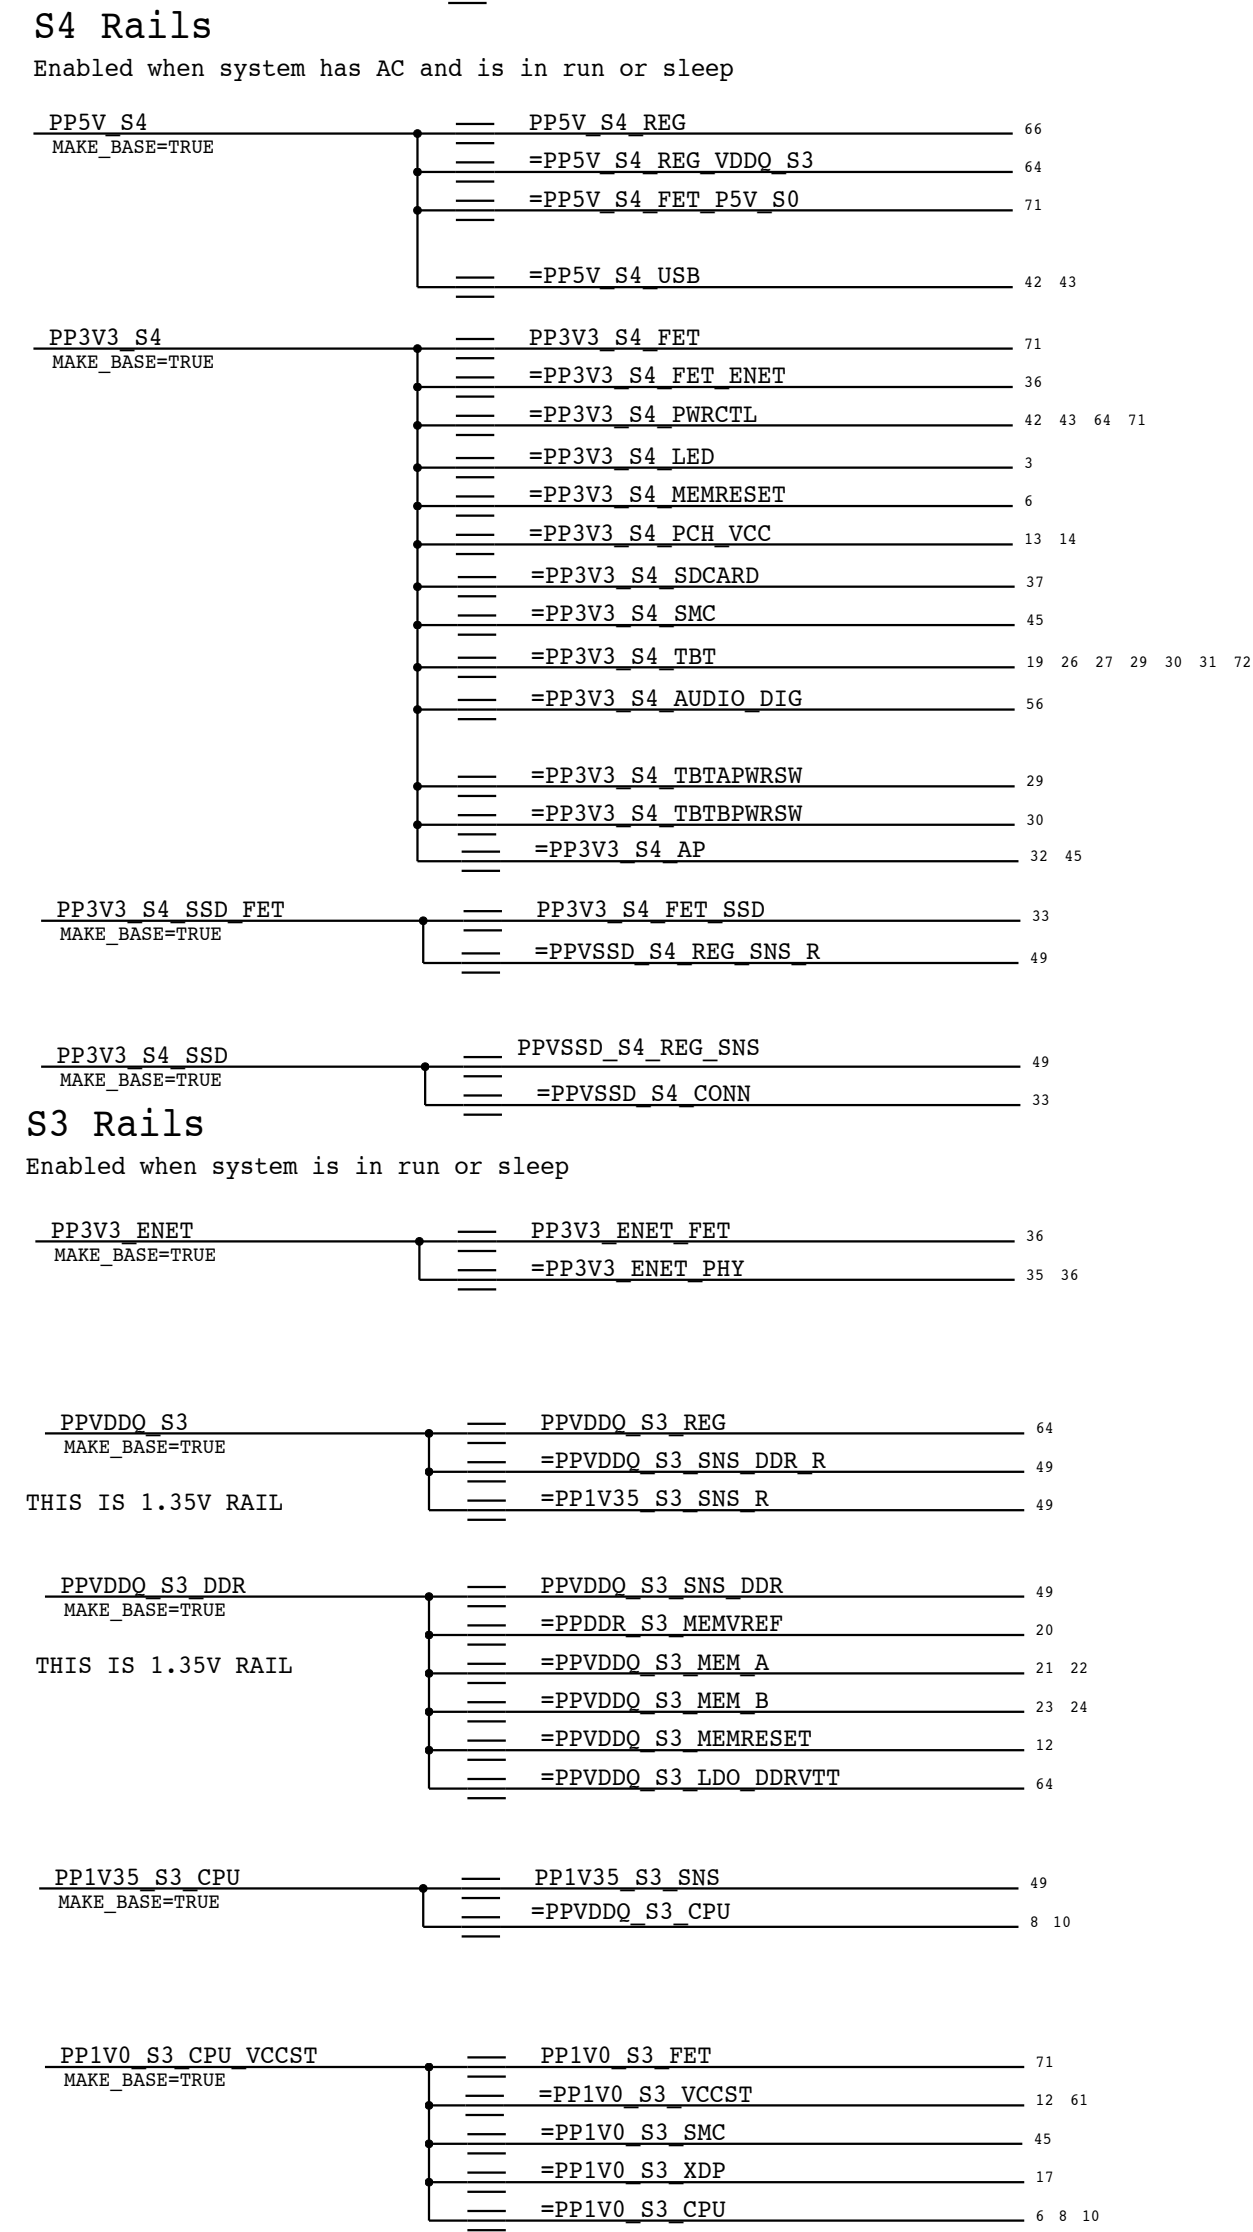 S4 Rails
Enabled when system has AC and is in run or sleep
PP5V_S4 PP5V_S4_REG 66
MAKE_BASE=TRUE
=PP5V_S4_REG_VDDQ_S3 64
=PP5V_S4_FET_P5V_S0 71
=PP5V_S4_USB 42 43
PP3V3_S4 PP3V3_S4_FET 71
MAKE_BASE=TRUE
=PP3V3_S4_FET_ENET 36
=PP3V3_S4_PWRCTL 42 43 64 71
=PP3V3_S4_LED 3
=PP3V3_S4_MEMRESET 6
=PP3V3_S4_PCH_VCC 13 14
=PP3V3_S4_SDCARD 37
=PP3V3_S4_SMC 45
=PP3V3_S4_TBT 19 26 27 29 30 31 72
=PP3V3_S4_AUDIO_DIG 56
=PP3V3_S4_TBTAPWRSW 29
=PP3V3_S4_TBTBPWRSW 30
=PP3V3_S4_AP 32 45
PP3V3_S4_SSD_FET PP3V3_S4_FET_SSD 33
MAKE_BASE=TRUE
=PPVSSD_S4_REG_SNS_R 49
PP3V3_S4_SSD PPVSSD_S4_REG_SNS 49
MAKE_BASE=TRUE
=PPVSSD_S4_CONN 33
S3 Rails
Enabled when system is in run or sleep
PP3V3_ENET PP3V3_ENET_FET 36
MAKE_BASE=TRUE
=PP3V3_ENET_PHY 35 36
PPVDDQ_S3 PPVDDQ_S3_REG 64
MAKE_BASE=TRUE
=PPVDDQ_S3_SNS_DDR_R 49
THIS IS 1.35V RAIL =PP1V35_S3_SNS_R 49
PPVDDQ_S3_DDR PPVDDQ_S3_SNS_DDR 49
MAKE_BASE=TRUE
=PPDDR_S3_MEMVREF 20
THIS IS 1.35V RAIL =PPVDDQ_S3_MEM_A 21 22
=PPVDDQ_S3_MEM_B 23 24
=PPVDDQ_S3_MEMRESET 12
=PPVDDQ_S3_LDO_DDRVTT 64
PP1V35_S3_CPU PP1V35_S3_SNS 49
MAKE_BASE=TRUE
=PPVDDQ_S3_CPU 8 10
PP1V0_S3_CPU_VCCST PP1V0_S3_FET 71
MAKE_BASE=TRUE
=PP1V0_S3_VCCST 12 61
=PP1V0_S3_SMC 45
=PP1V0_S3_XDP 17
=PP1V0_S3_CPU 6 8 10